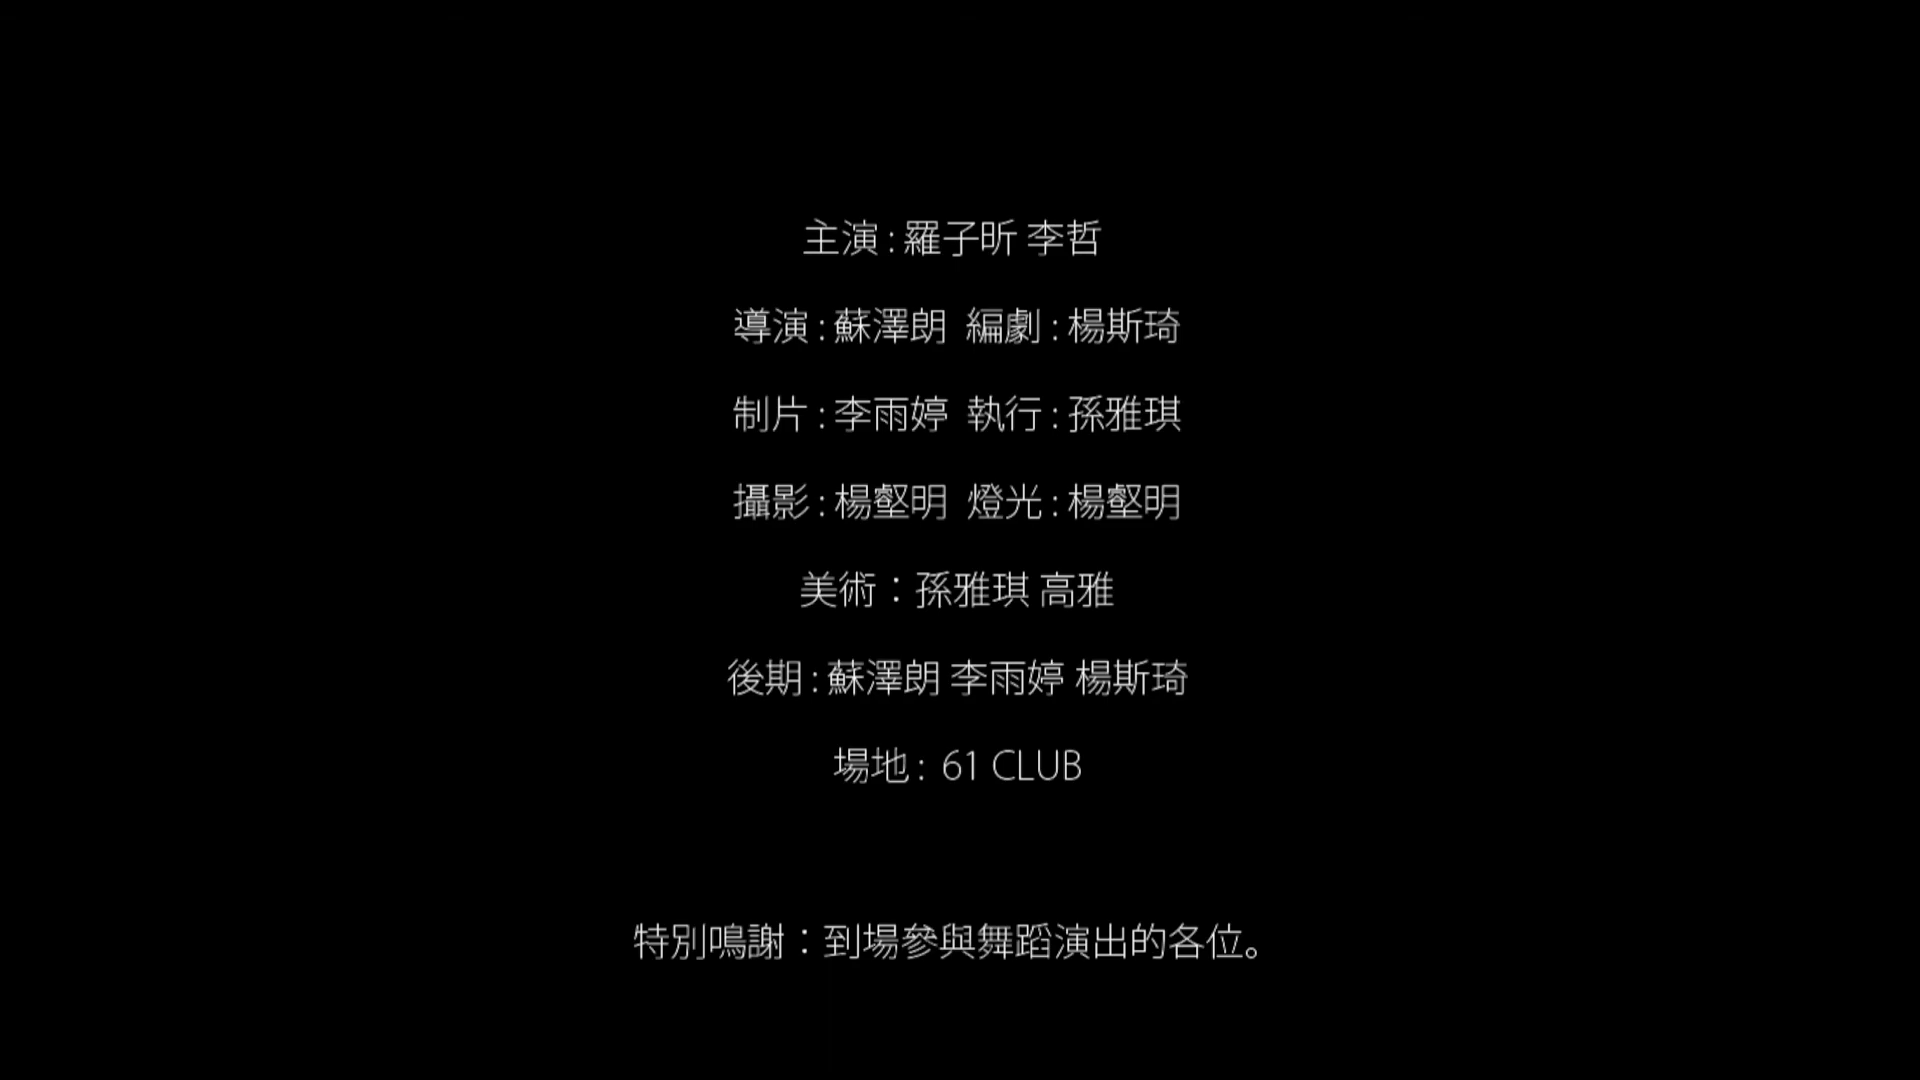 主演 : 羅子昕 李哲
導演 : 蘇澤朗 編劇 : 楊斯琦
制片 : 李雨婷 執行 : 孫雅琪
攝影 : 楊壑明 燈光 : 楊壑明
美術：孫雅琪 高雅
後期 : 蘇澤朗 李雨婷 楊斯琦
場地 : 61 CLUB
特別鳴謝：到場參與舞蹈演出的各位。